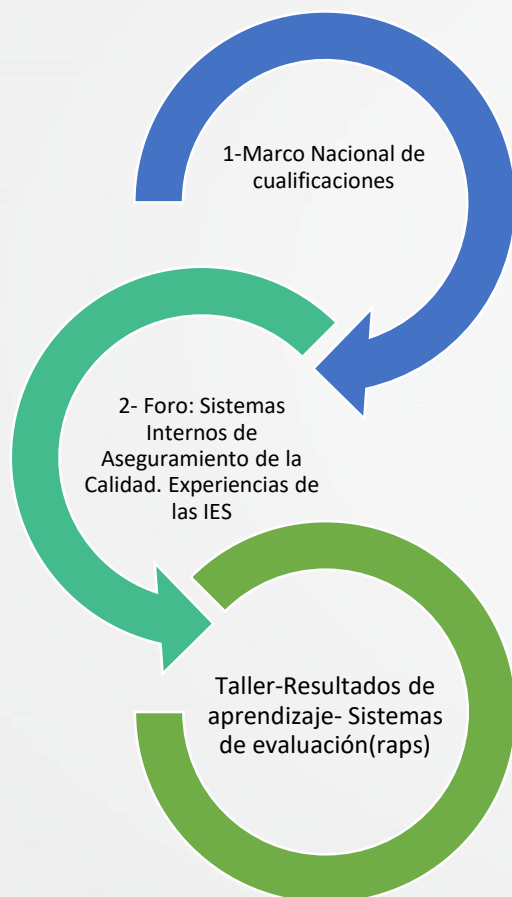 1-Marco Nacional de
cualificaciones
2- Foro: Sistemas
Internos de
Aseguramiento de la
Calidad. Experiencias de
las IES
Taller-Resultados de
aprendizaje- Sistemas
de evaluación(raps)